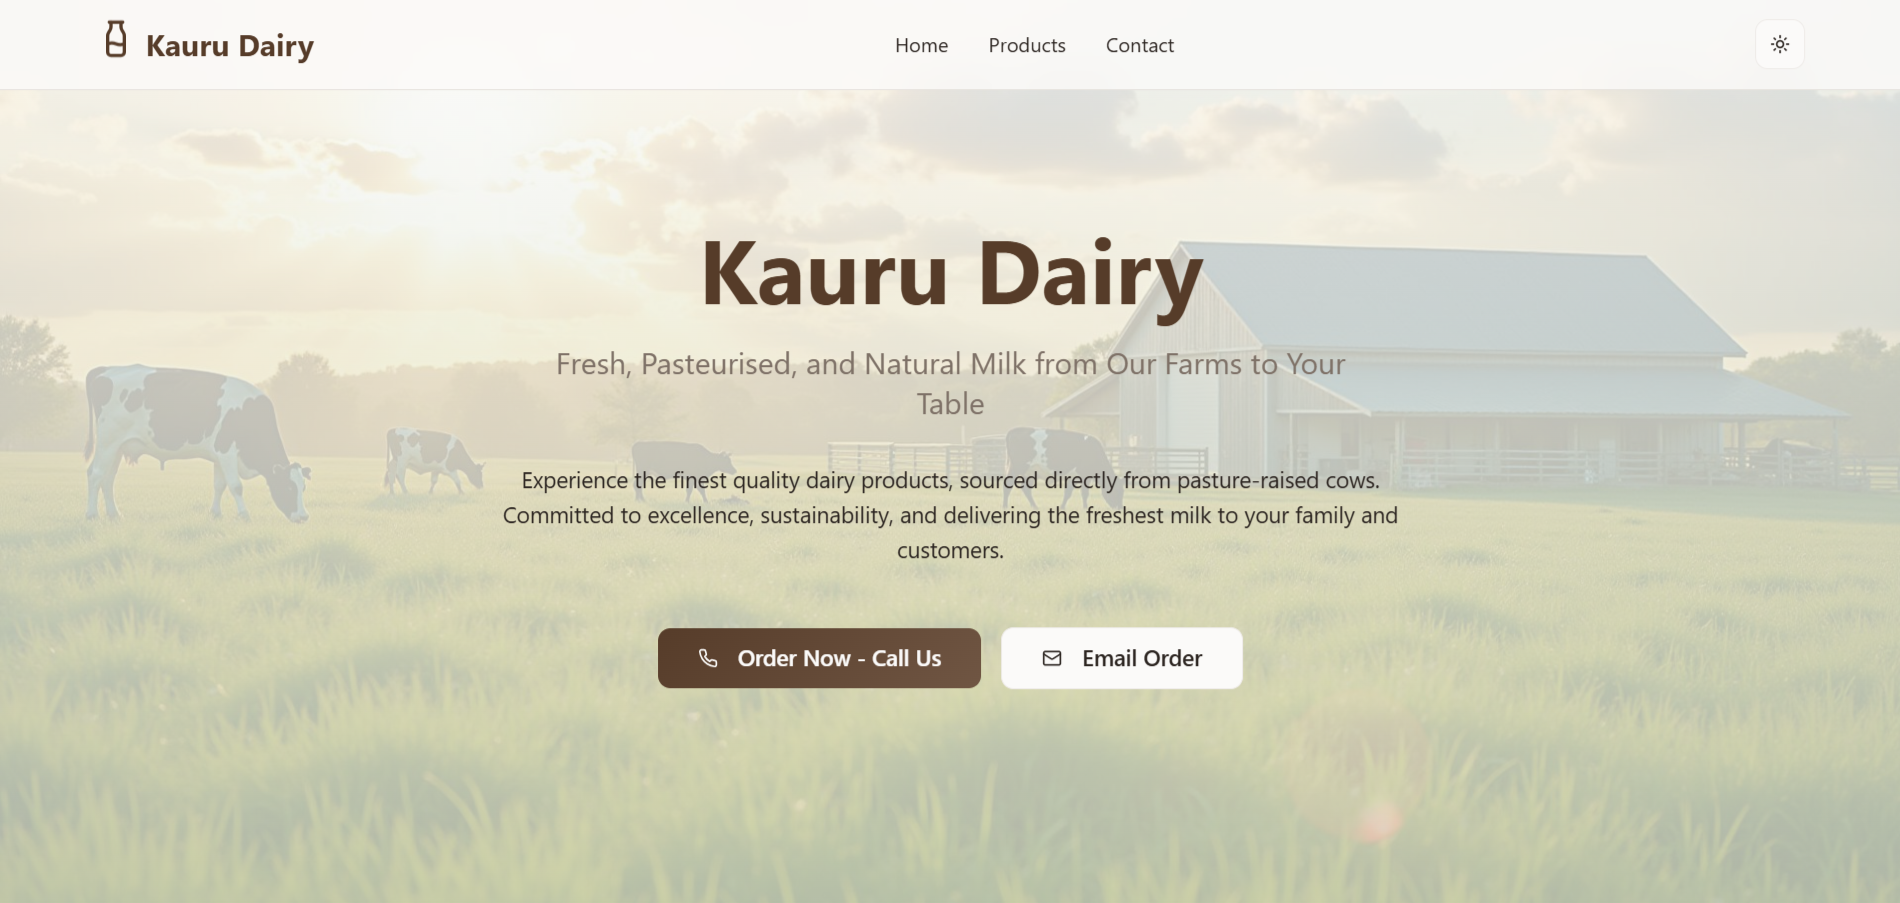 Kauru Dairy
Home
Products
Contact
Kauru Dairy
Fresh, Pasteurised, and Natural Milk from Our Farms to Your
Table
Experience the finest quality dairy products, sourced directly from pasture-raised cows.
Committed to excellence, sustainability, and delivering the freshest milk to your family and
customers.
Order Now - Call Us
Email Order